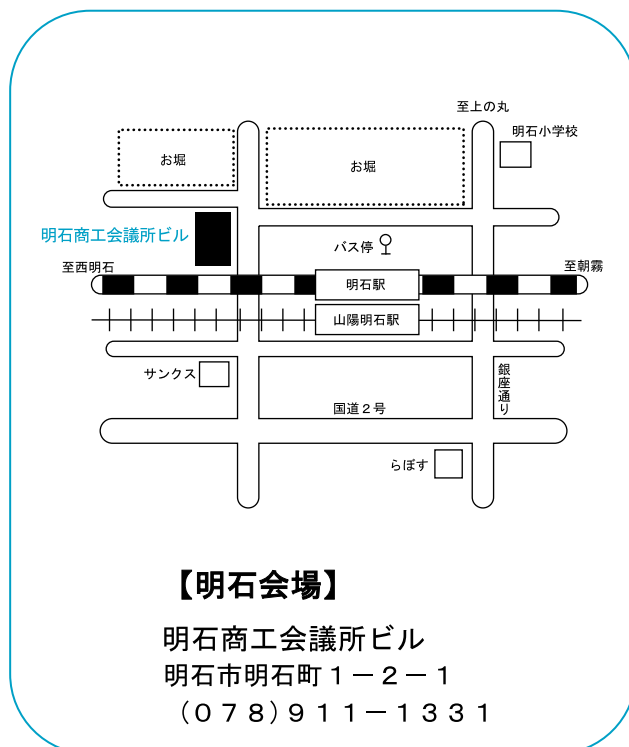 至上の丸
明石小学校
お堀
お堀
明石商工会議所ビル
バス停
至西明石
至朝霧
明石駅
山陽明石駅
サンクス
銀座通り
国道２号
らぽす
【明石会場】
明石商工会議所ビル
明石市明石町１－２－１
（０７８）９１１－１３３１